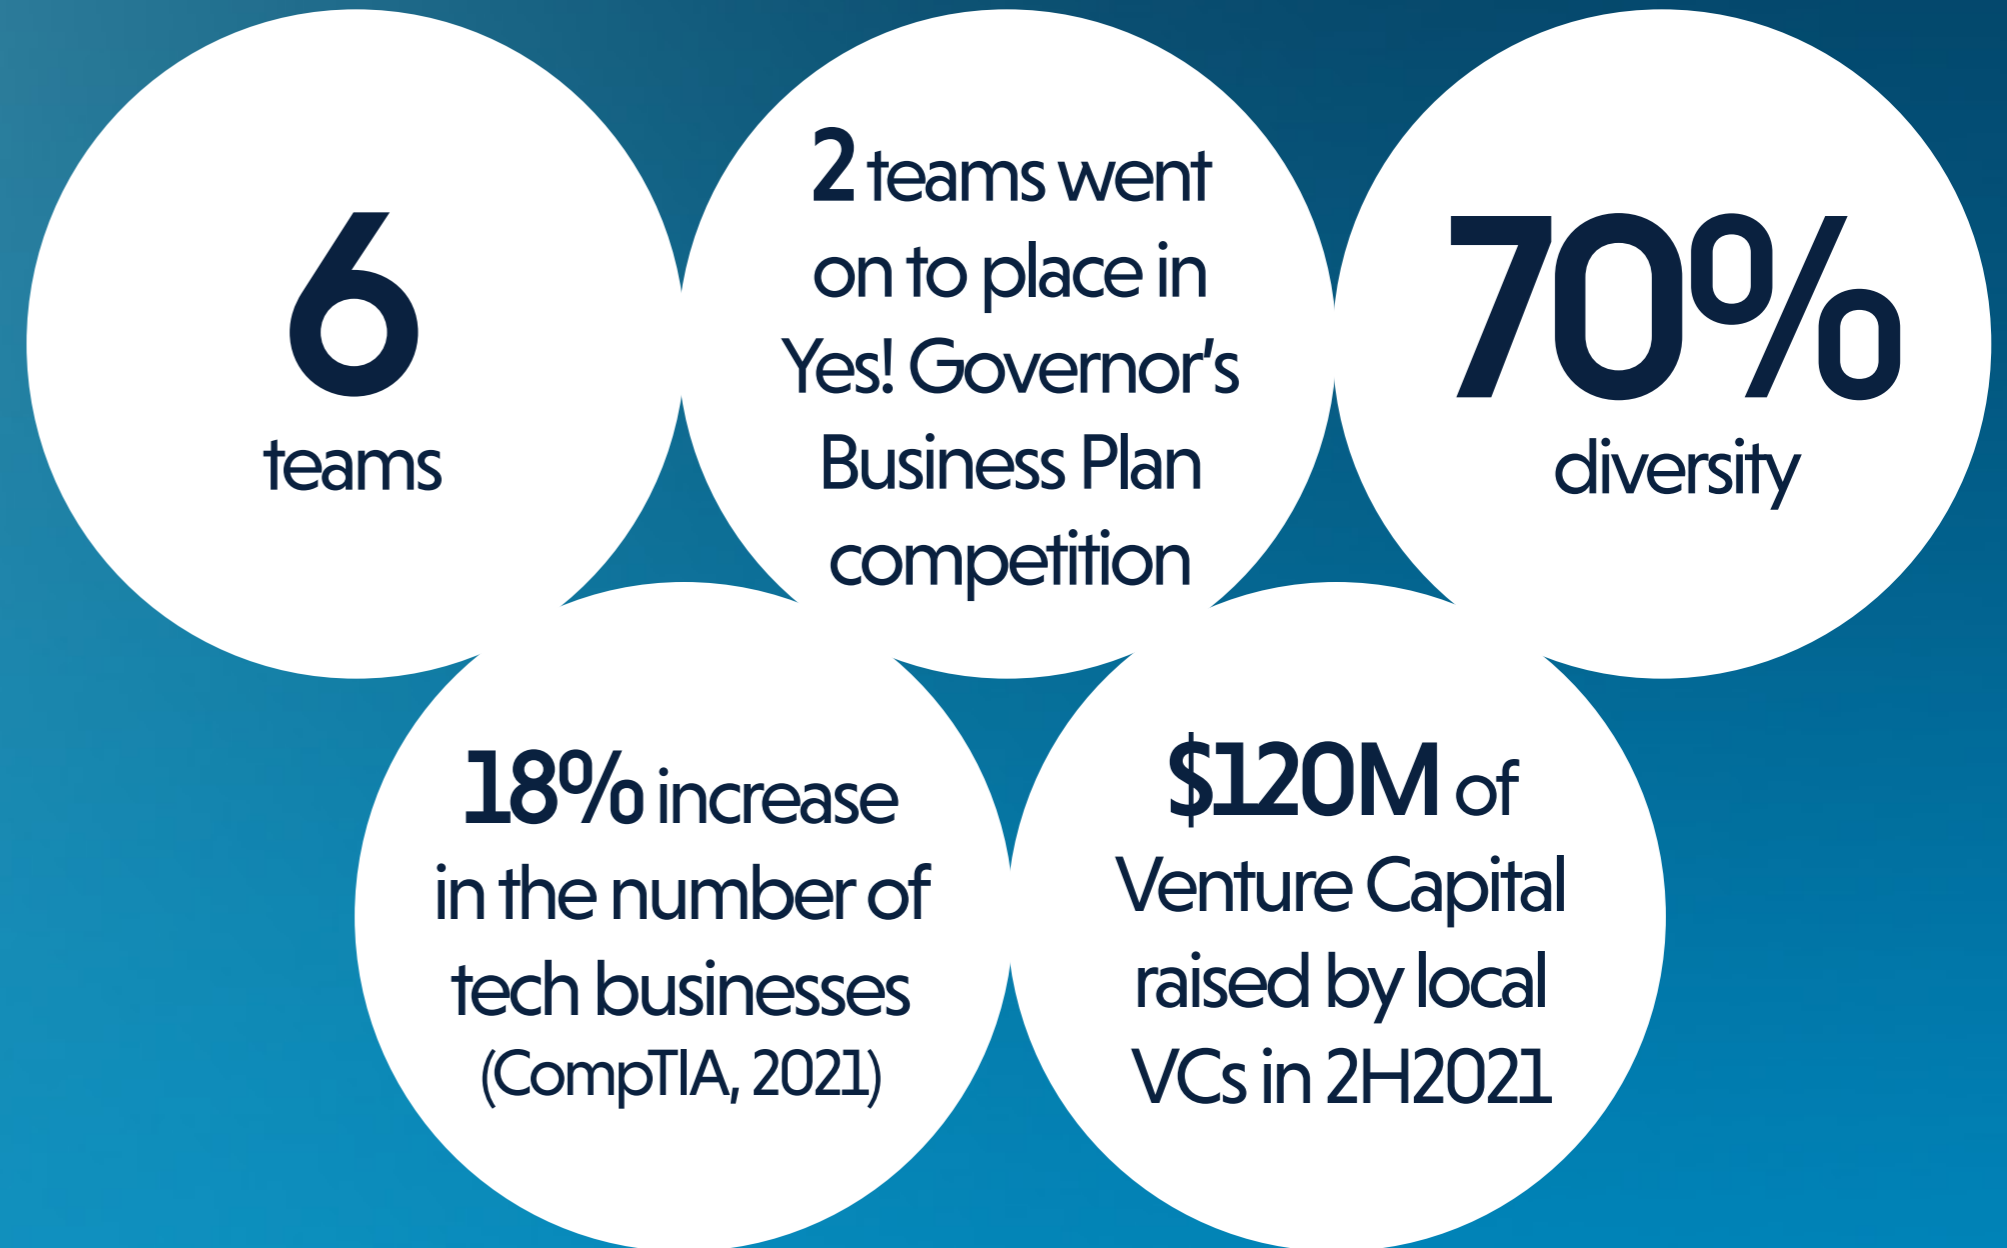 6
teams
2 teams went
on to place in
Yes! Governor's
Business Plan
competition
70%
diversity
18% increase
in the number of
tech businesses
(CompTIA, 2021)
$120M of
Venture Capital
raised by local
VCs in 2H2021